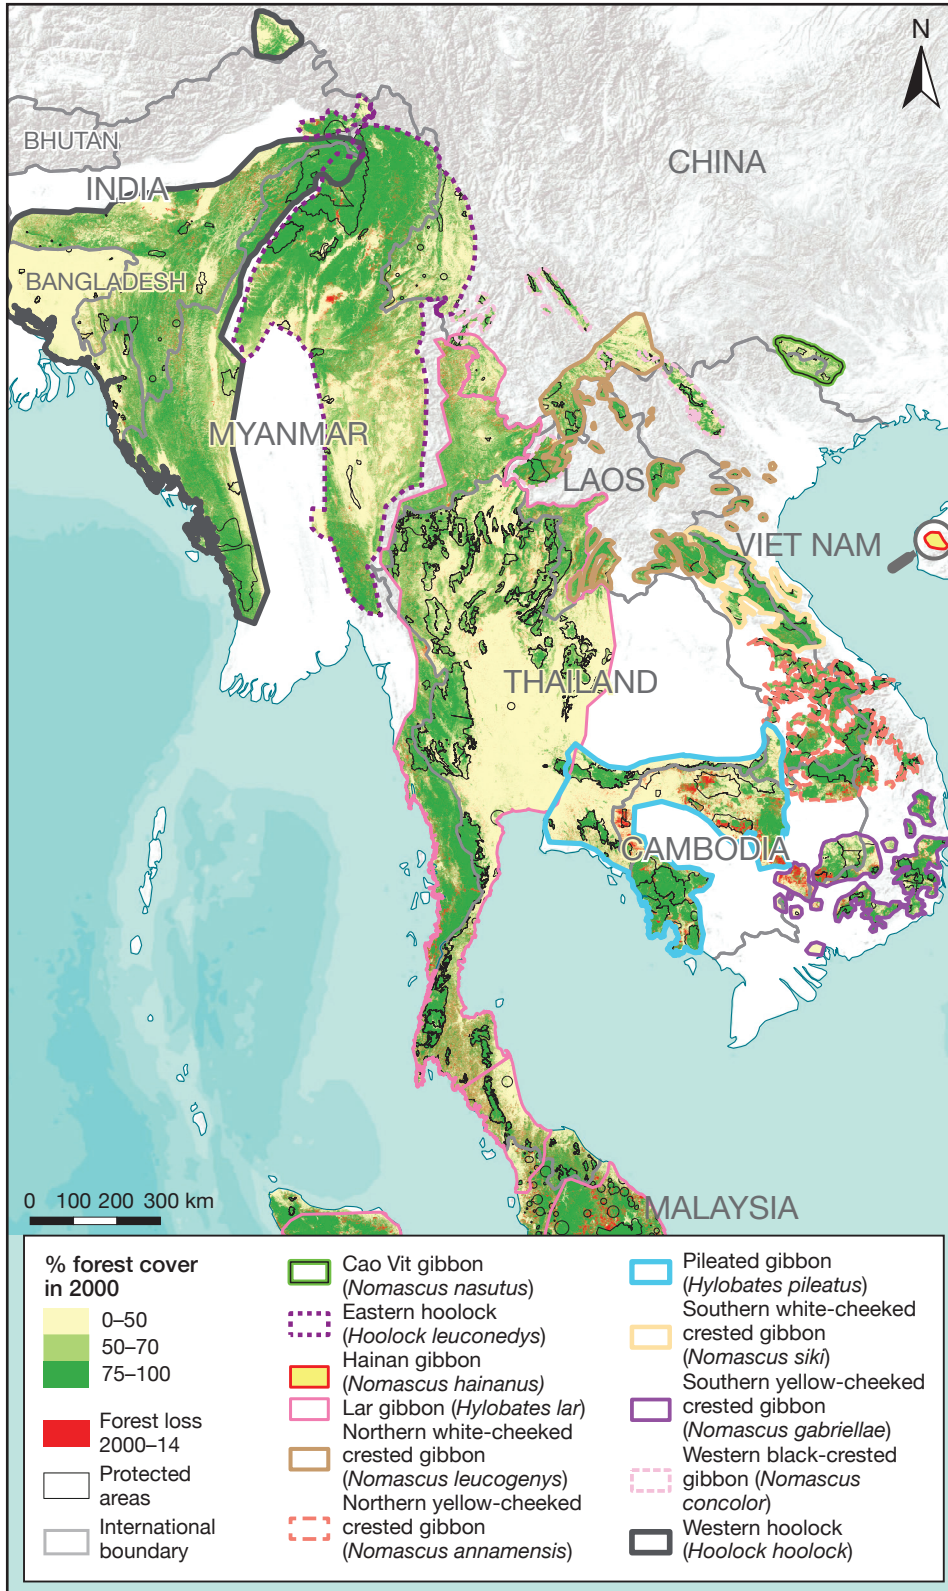 N
CHINA
BHUTAN
INDIA
BANGLADESH
MYANMAR
LAOS
VIET NAM
THAILAND
CAMBODIA
MALAYSIA
0 100 200 300 km
% forest cover
in 2000
0–50
50–70
75–100
Forest loss
2000–14
Protected
areas
International
boundary
Cao Vit gibbon
(Nomascus nasutus)
Eastern hoolock
(Hoolock leuconedys)
Hainan gibbon
(Nomascus hainanus)
Lar gibbon (Hylobates lar)
Northern white-cheeked
crested gibbon
(Nomascus leucogenys)
Northern yellow-cheeked
crested gibbon
(Nomascus annamensis)
Pileated gibbon
(Hylobates pileatus)
Southern white-cheeked
crested gibbon
(Nomascus siki)
Southern yellow-cheeked
crested gibbon
(Nomascus gabriellae)
Western black-crested
gibbon (Nomascus
concolor)
Western hoolock
(Hoolock hoolock)